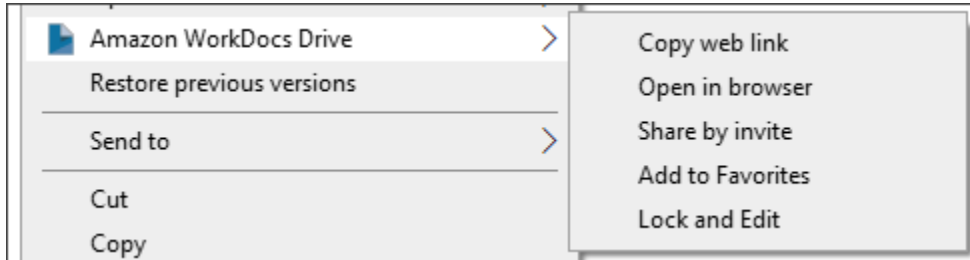 Amazon WorkDocs Drive
Restore previous versions
Send to
Cut
Copy
Copy web link
Open in browser
Share by invite
Add to Favorites
Lock and Edit